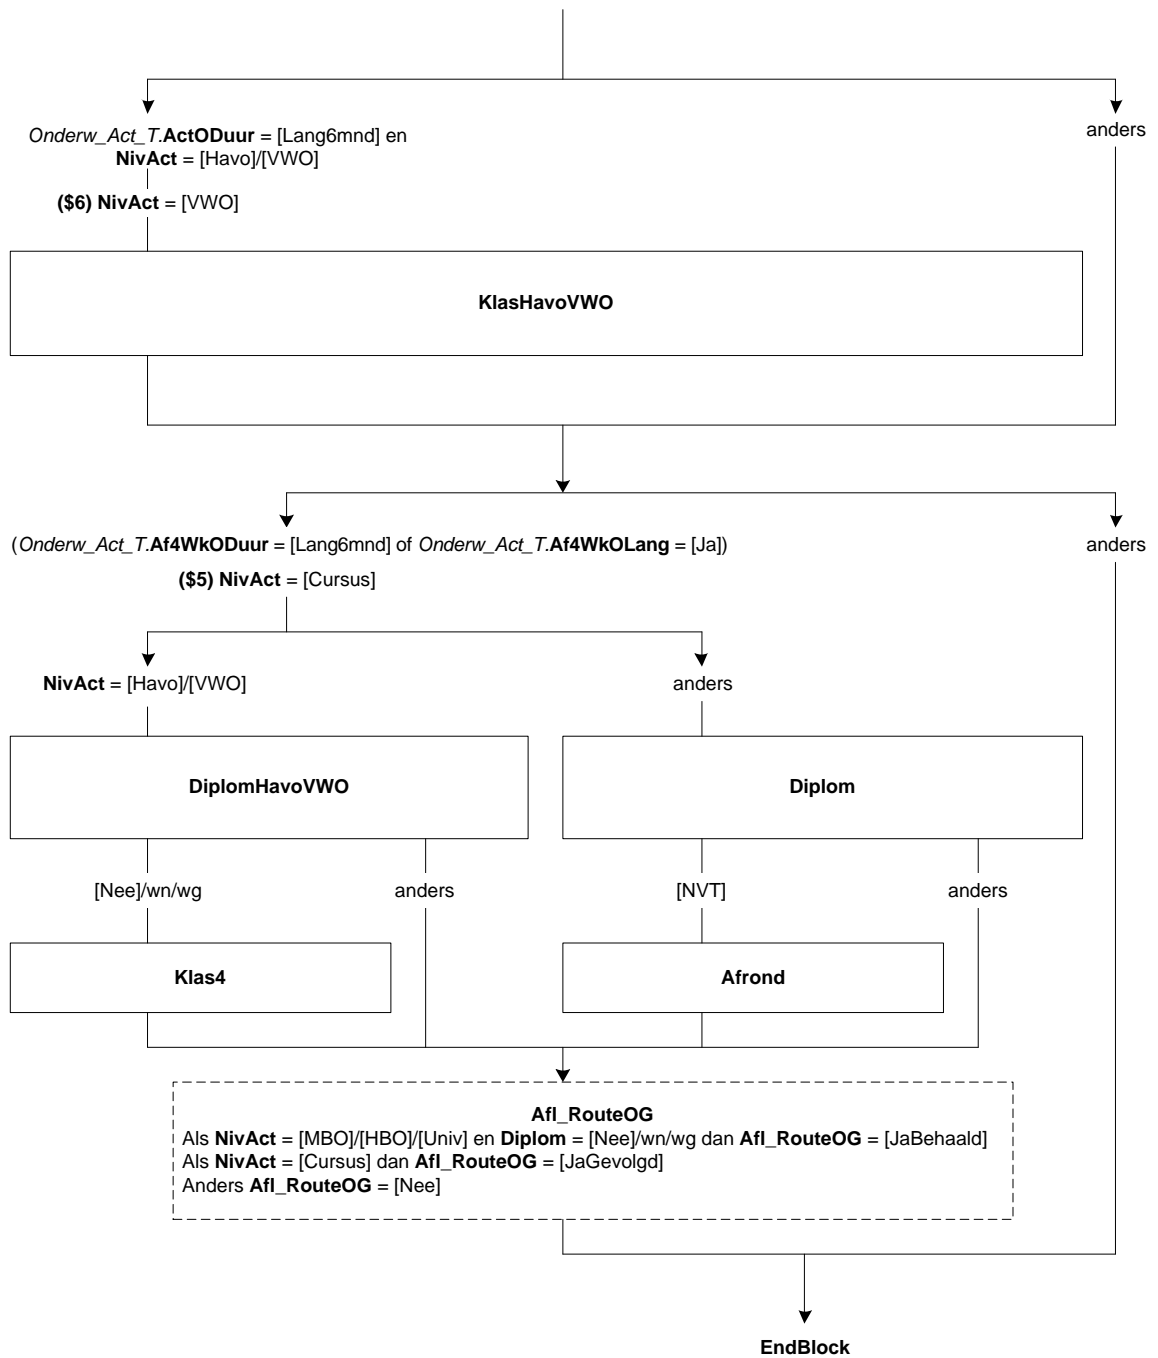 Onderw_Act_T.ActODuur = [Lang6mnd] en
NivAct = [Havo]/[VWO]
anders
($6) NivAct = [VWO]
KlasHavoVWO
(Onderw_Act_T.Af4WkODuur = [Lang6mnd] of Onderw_Act_T.Af4WkOLang = [Ja])
anders
($5) NivAct = [Cursus]
NivAct = [Havo]/[VWO]
anders
DiplomHavoVWO
Diplom
[Nee]/wn/wg
anders
[NVT]
anders
Klas4
Afrond
Afl_RouteOG
Als NivAct = [MBO]/[HBO]/[Univ] en Diplom = [Nee]/wn/wg dan Afl_RouteOG = [JaBehaald]
Als NivAct = [Cursus] dan Afl_RouteOG = [JaGevolgd]
Anders Afl_RouteOG = [Nee]
EndBlock